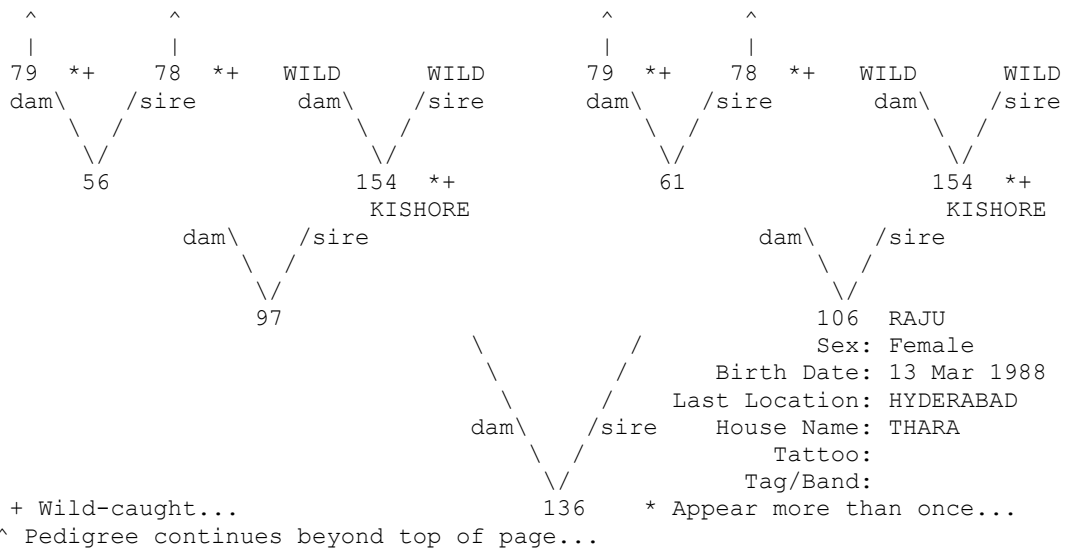 ^ ^ ^ ^
| | | |
79 *+ 78 *+ WILD WILD 79 *+ 78 *+ WILD WILD
dam\ /sire dam\ /sire dam\ /sire dam\ /sire
\ / \ / \ / \ /
\/ \/ \/ \/
56 154 *+ 61 154 *+
KISHORE KISHORE
dam\ /sire dam\ /sire
\ / \ /
\/ \/
97 106 RAJU
\ / Sex: Female
\ / Birth Date: 13 Mar 1988
\ / Last Location: HYDERABAD
dam\ /sire House Name: THARA
\ / Tattoo:
\/ Tag/Band:
+ Wild-caught... 136 * Appear more than once...
^ Pedigree continues beyond top of page...